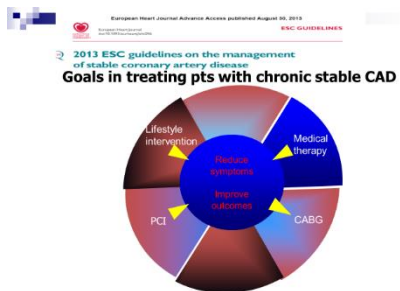 European Heart Journal Advance Access published August 30, 2013
ESC GUIDELINES
2013 ESC guidelines on the management
of stable coronary artery disease
Goals in treating pts with chronic stable CAD
Lifestyle
intervention
Medical
therapy
Reduce
symptoms
Improve
outcomes
PCI
CABG